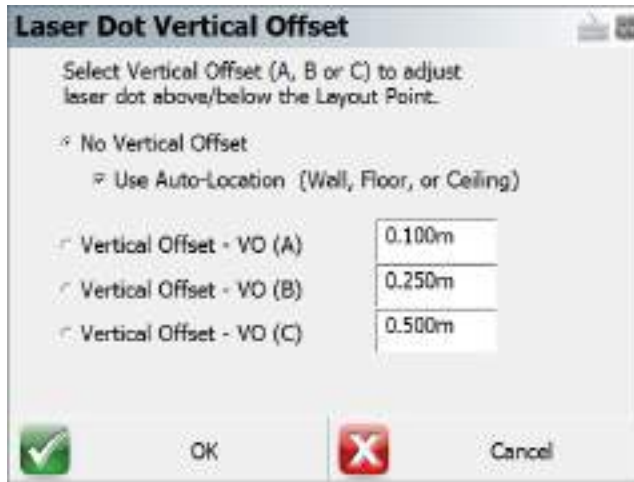 Laser Dot Vertical Offset
Select Vertical Offset (A, B or C) to adjust
laser dot above/below the Layout Point.
No Vertical Offset
Use Auto-Location (Wall, Floor, or Ceiling)
Vertical Offset - VO (A) 0.100m
Vertical Offset - VO (B) 0.250m
Vertical Offset - VO (C) 0.500m
OK Cancel